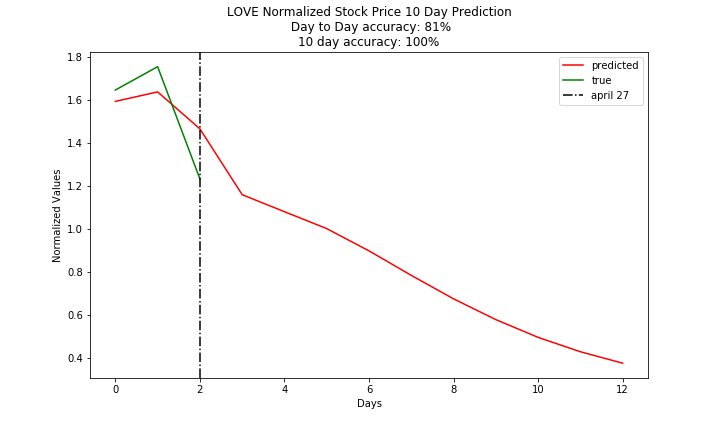 LOVE Normalized Stock Price 10 Day Prediction
Day to Day accuracy: 81%
10 day accuracy: 100%
predicted
true
april 27
Normalized Values
1.8
1.6
1.4
1.2
1.0
0.8
0.6
0.4
0
2
4
6
8
10
12
Days